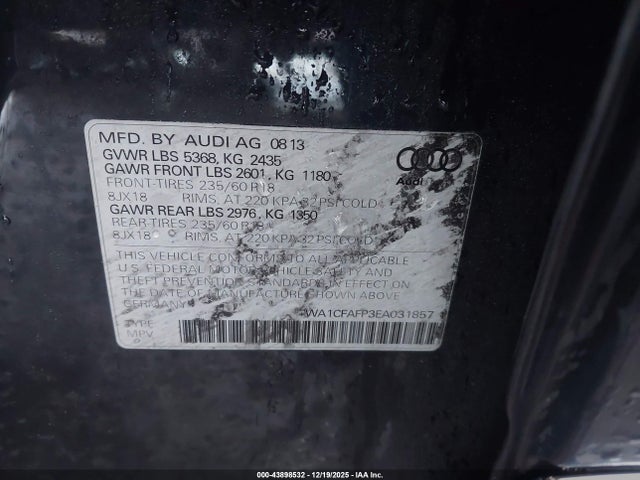 MFD. BY AUDI AG 08 13
GVWR LBS 5368, KG 2435
GAWR FRONT LBS 2601, KG 1180
FRONT-TIRES 235/60 R18
8JX18 RIMS, AT 220 KPA 32 PSI COLD
GAWR REAR LBS 2976, KG 1350
REAR-TIRES 235/60 R18
8JX18 RIMS, AT 220 KPA 32 PSI COLD
THIS VEHICLE CONFORMS TO ALL APPLICABLE
U.S. FEDERAL MOTOR VEHICLE SAFETY AND
THEFT PREVENTION STANDARDS IN EFFECT ON
THE DATE OF MANUFACTURE SHOWN ABOVE.
GERMANY
TYPE
MPV
WA1CFAFP3EA031857
Audi
000-43898532 - 12/19/2025 - IAA Inc.